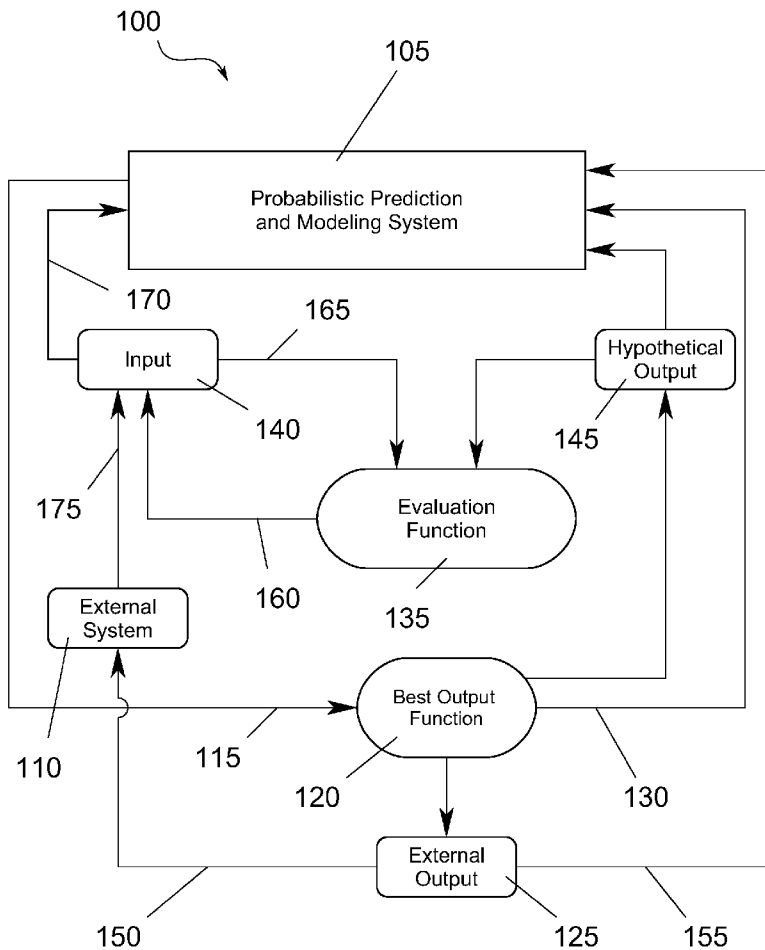 100
105
Probabilistic Prediction
and Modeling System
170
165
Input
140
Hypothetical
Output
145
175
Evaluation
Function
160
135
External
System
Best Output
Function
110
115
120
130
External
Output
150
125
155